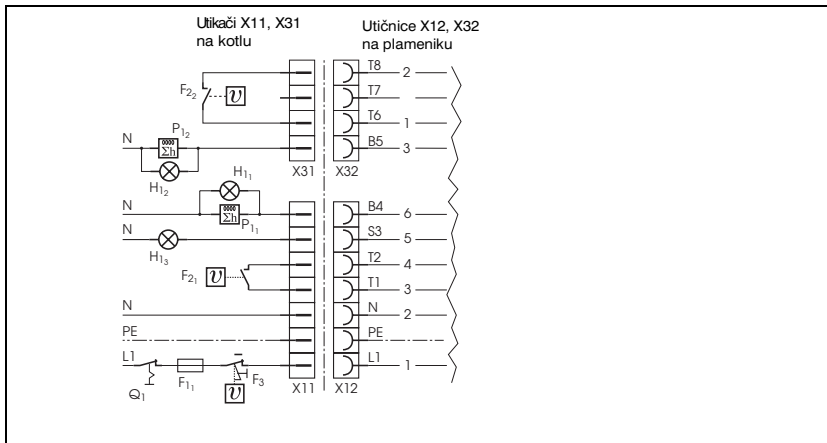 Utikači X11, X31
na kotlu
Utičnice X12, X32
na plameniku
T8 2
F2₂ υ T7
T6 1
N P1₂ B5 3
0000
Σh
H1₂ X31 X32
H1₁
N 0000 B4 6
Σh P1₁
N S3 5
H1₃
T2 4
F2₁ υ
T1 3
N N 2
PE PE
L1 L1 1
Q₁ F1₁ F₃ X11 X12
υ